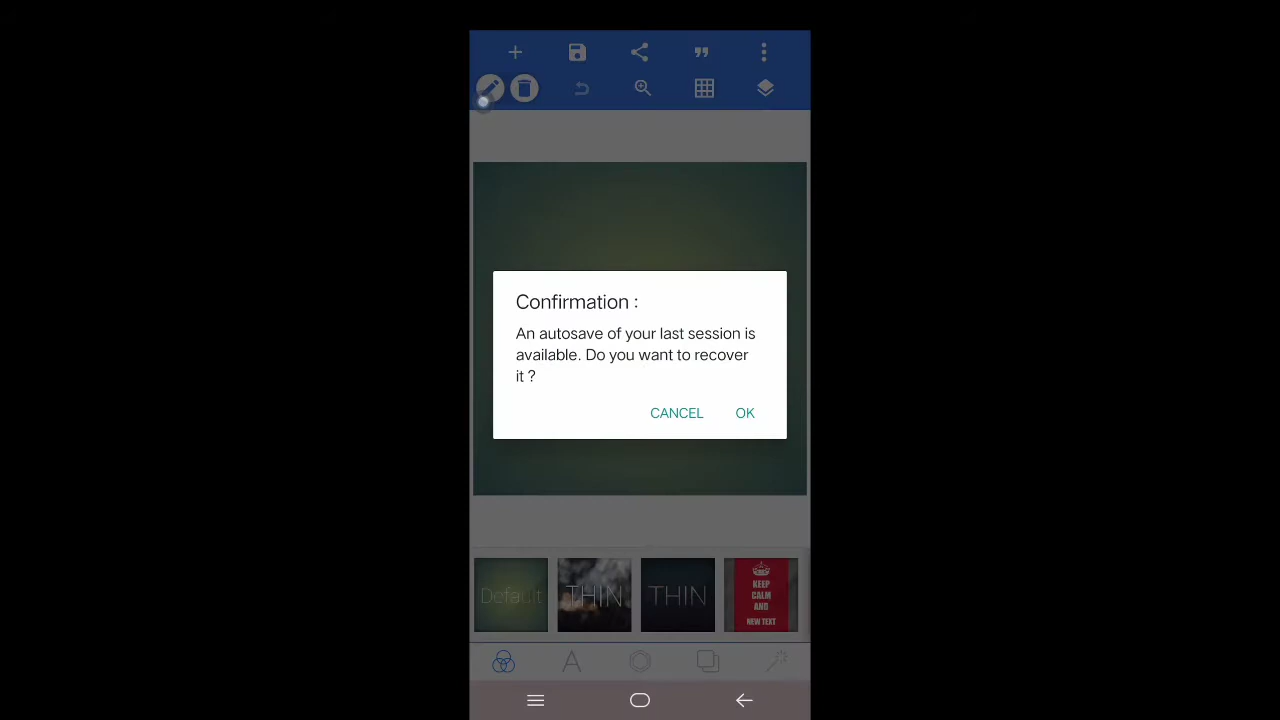 Confirmation :
An autosave of your last session is
available. Do you want to recover
it ?
CANCEL
OK
Default
THIN
THIN
KEEP
CALM
AND
NEW TEXT
A